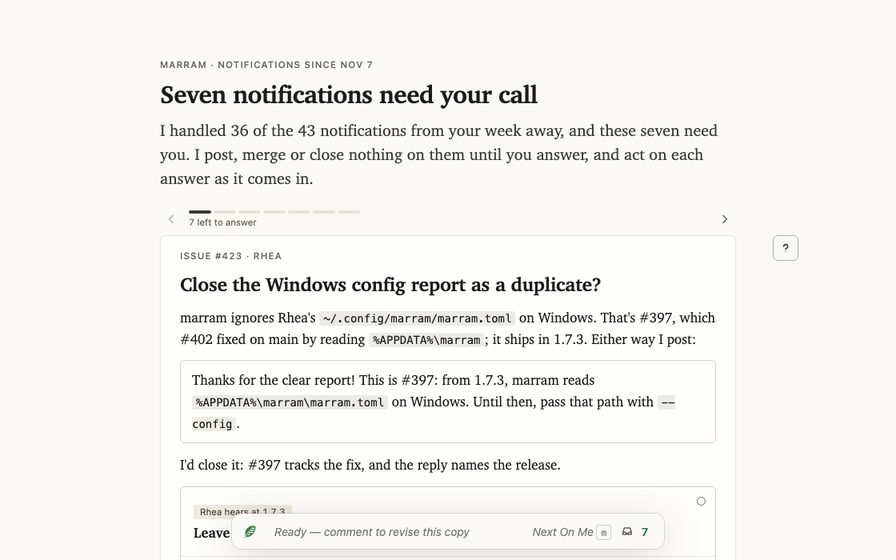 MARRAM · NOTIFICATIONS SINCE NOV 7
Seven notifications need your call
I handled 36 of the 43 notifications from your week away, and these seven need
you. I post, merge or close nothing on them until you answer, and act on each
answer as it comes in.
7 left to answer
?
ISSUE #423 · RHEA
Close the Windows config report as a duplicate?
marram ignores Rhea's ~/.config/marram/marram.toml on Windows. That's #397, which
#402 fixed on main by reading %APPDATA%\marram; it ships in 1.7.3. Either way I post:
Thanks for the clear report! This is #397: from 1.7.3, marram reads
%APPDATA%\marram\marram.toml on Windows. Until then, pass that path with --
config.
I'd close it: #397 tracks the fix, and the reply names the release.
Rhea hears at 1.7.3
Leave
Ready — comment to revise this copy Next On Me m 7